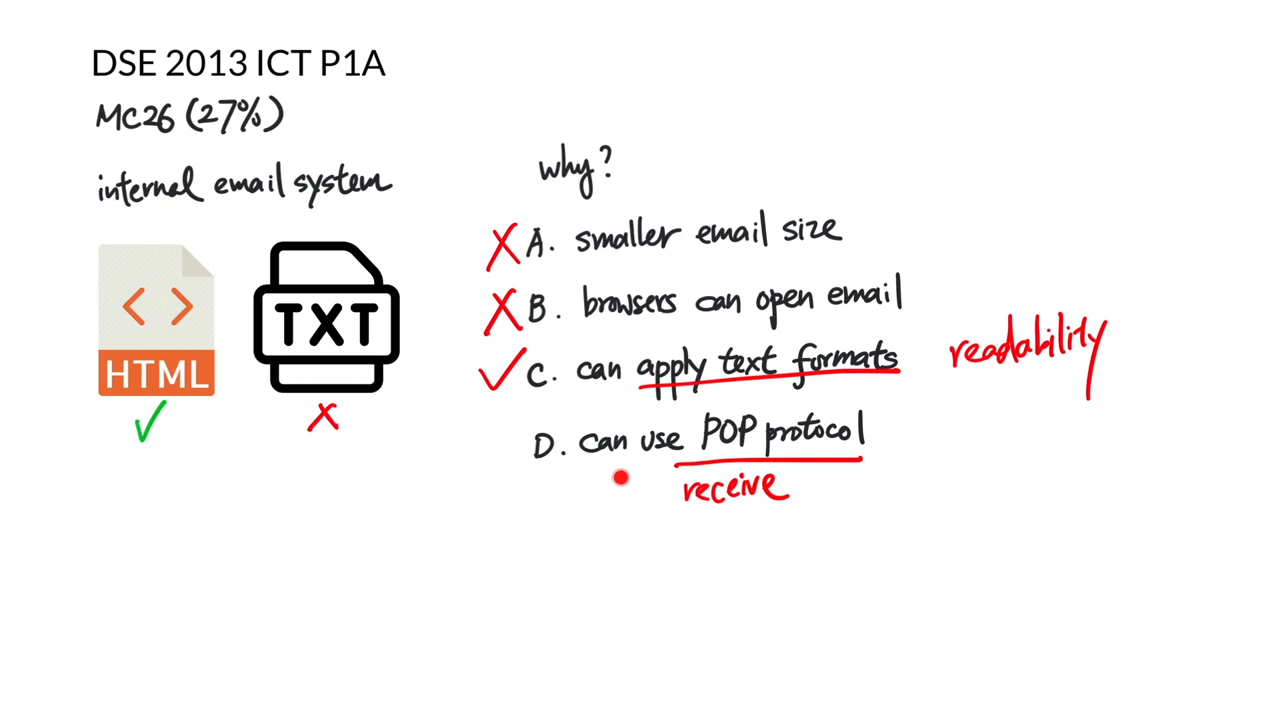 DSE 2013 ICT P1A
MC26 (27%)
internal email system
HTML
TXT
why?
A. smaller email size
B. browsers can open email
C. can apply text formats
readability
D. can use POP protocol
receive